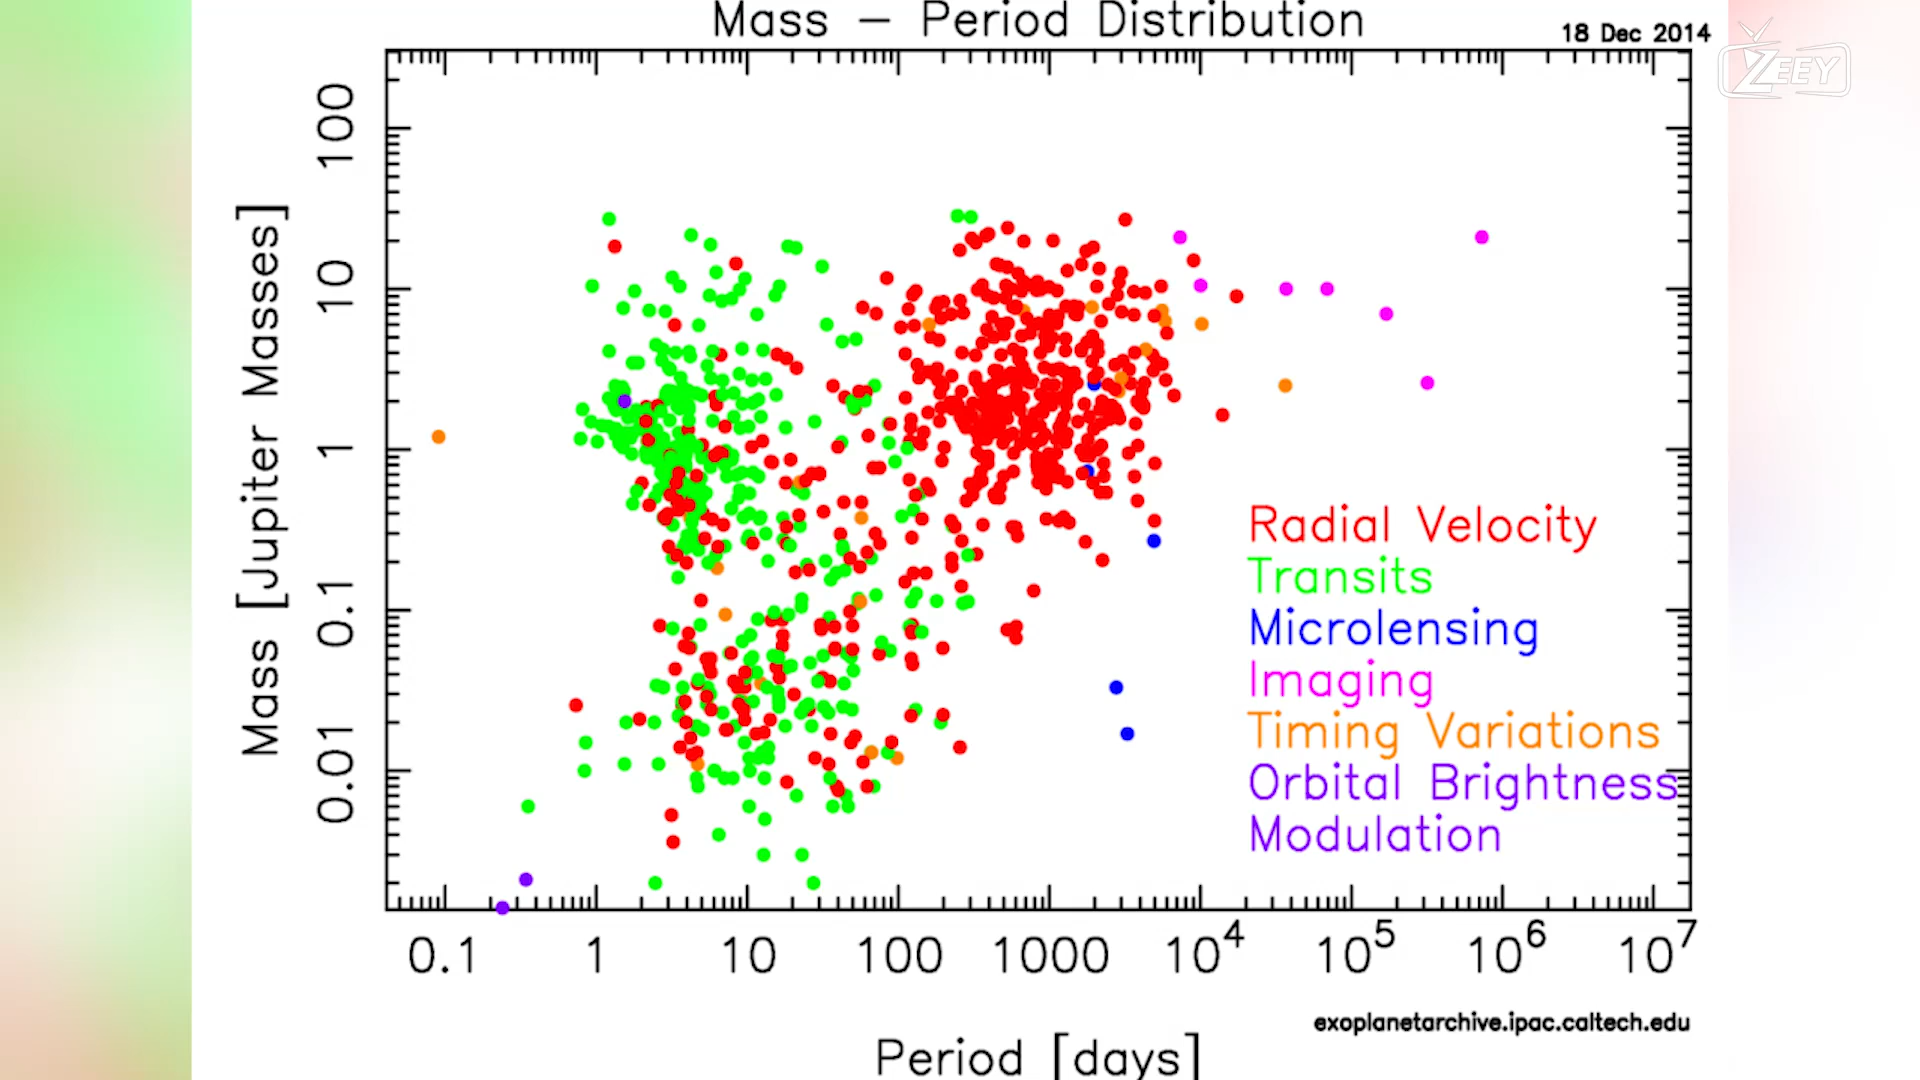 Mass – Period Distribution
18 Dec 2014
ZEEY
100
10
1
0.1
0.01
Mass [Jupiter Masses]
Radial Velocity
Transits
Microlensing
Imaging
Timing Variations
Orbital Brightness
Modulation
0.1 1 10 100 1000 10⁴ 10⁵ 10⁶ 10⁷
exoplanetarchive.ipac.caltech.edu
Period [days]